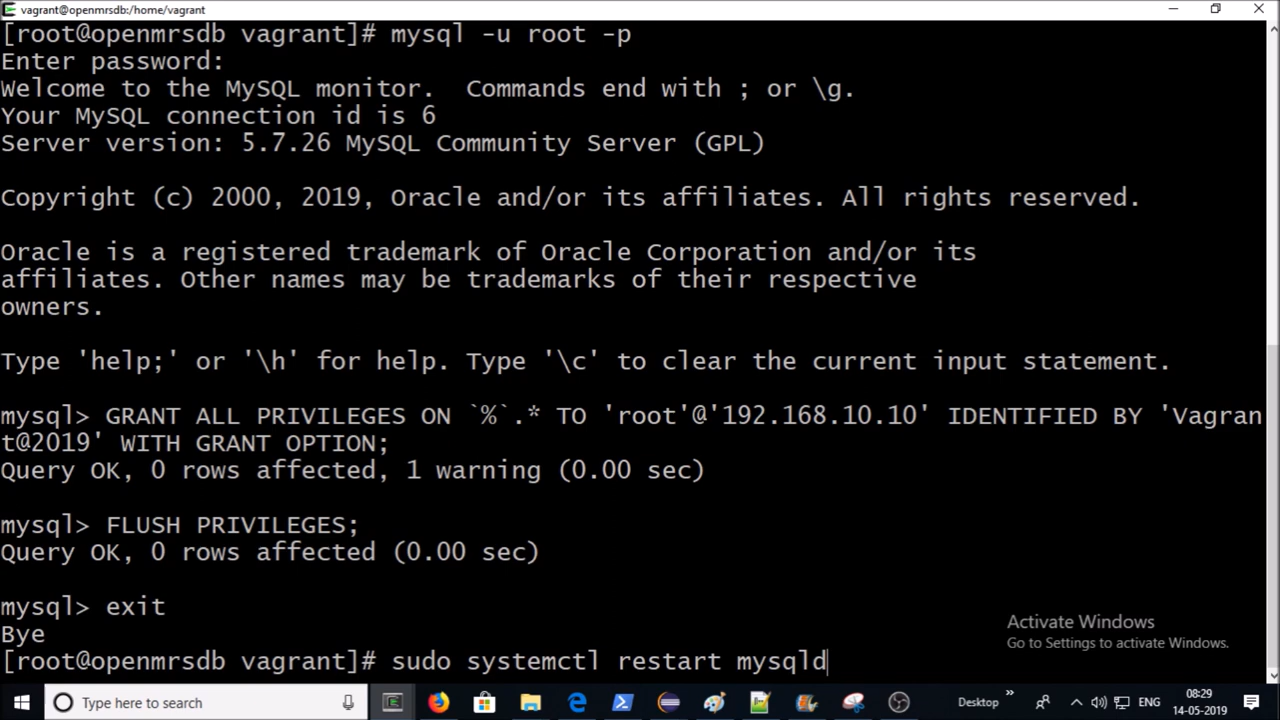 vagrant@openmrsdb:/home/vagrant
[root@openmrsdb vagrant]# mysql -u root -p
Enter password:
Welcome to the MySQL monitor.  Commands end with ; or \g.
Your MySQL connection id is 6
Server version: 5.7.26 MySQL Community Server (GPL)
Copyright (c) 2000, 2019, Oracle and/or its affiliates. All rights reserved.
Oracle is a registered trademark of Oracle Corporation and/or its
affiliates. Other names may be trademarks of their respective
owners.
Type 'help;' or '\h' for help. Type '\c' to clear the current input statement.
mysql> GRANT ALL PRIVILEGES ON `%`.* TO 'root'@'192.168.10.10' IDENTIFIED BY 'Vagran
t@2019' WITH GRANT OPTION;
Query OK, 0 rows affected, 1 warning (0.00 sec)
mysql> FLUSH PRIVILEGES;
Query OK, 0 rows affected (0.00 sec)
mysql> exit
Bye
[root@openmrsdb vagrant]# sudo systemctl restart mysqld
Activate Windows
Go to Settings to activate Windows.
Type here to search
Desktop
ENG
08:29
14-05-2019